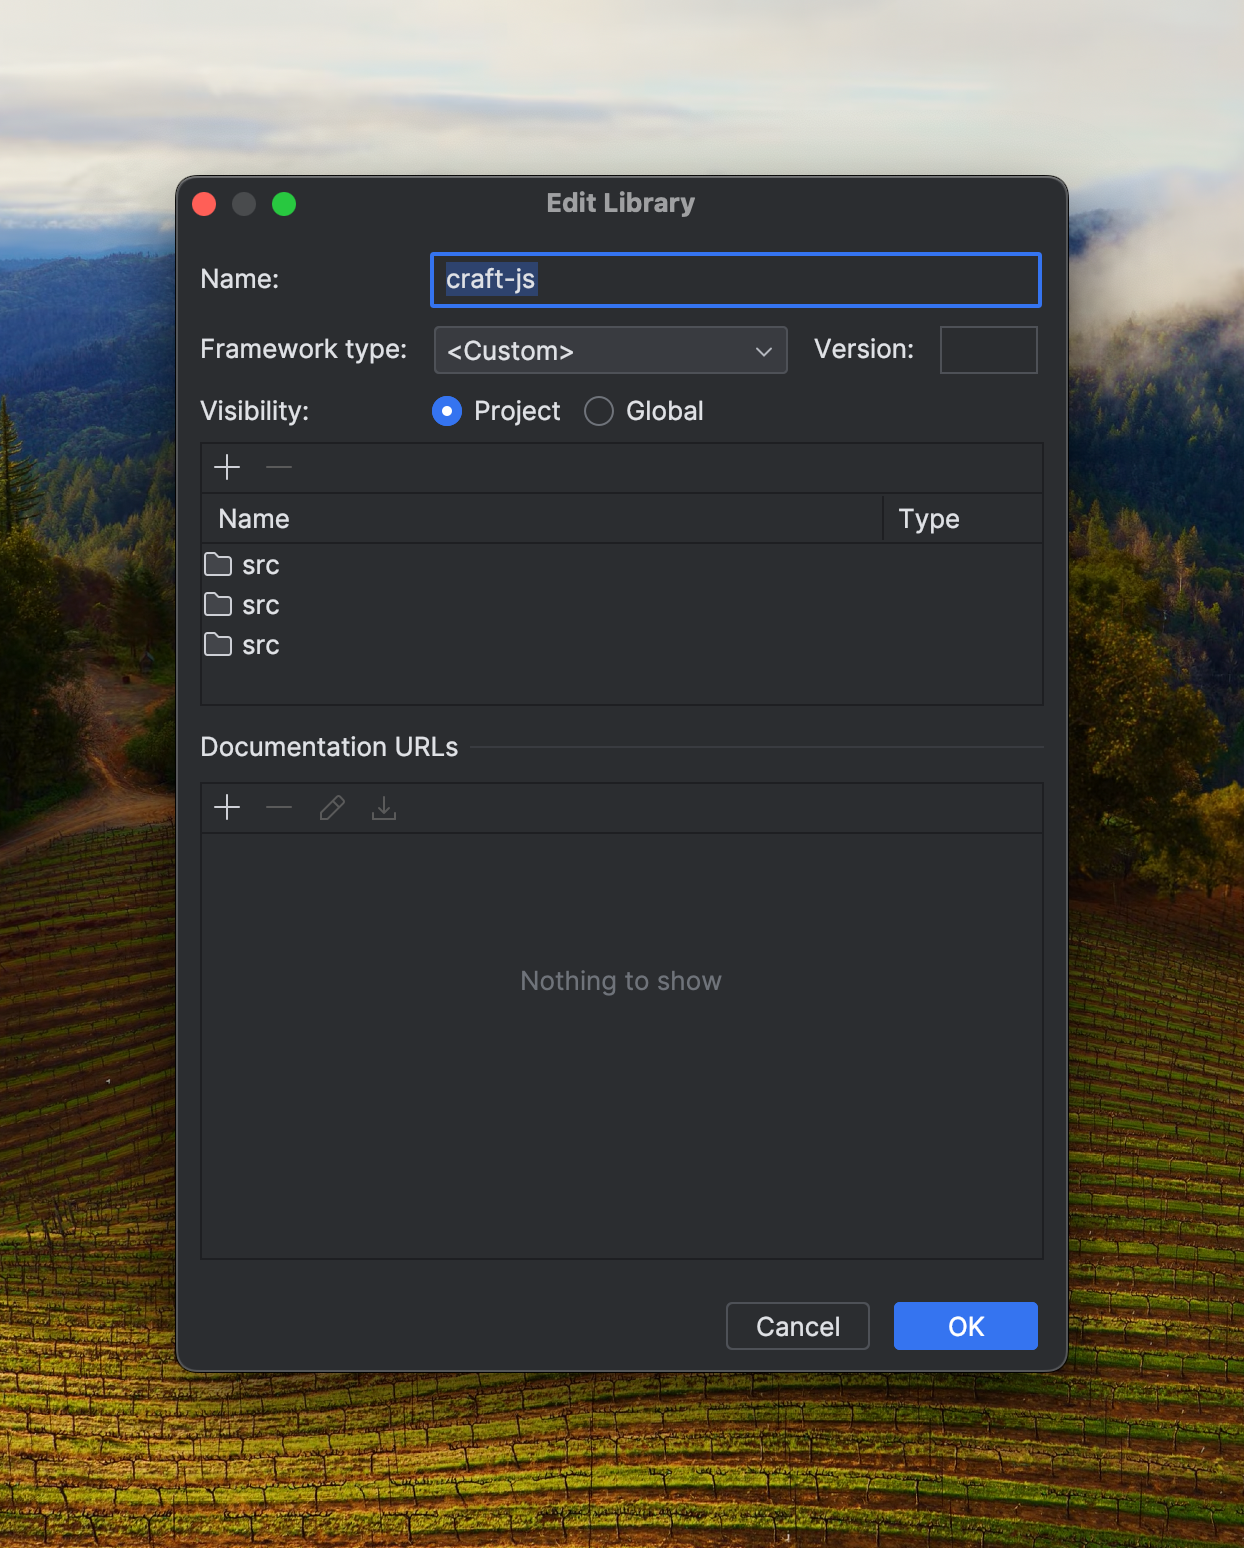 Edit Library
Name: craft-js
Framework type: <Custom> Version:
Visibility: Project Global
Name Type
src
src
src
Documentation URLs
Nothing to show
Cancel OK